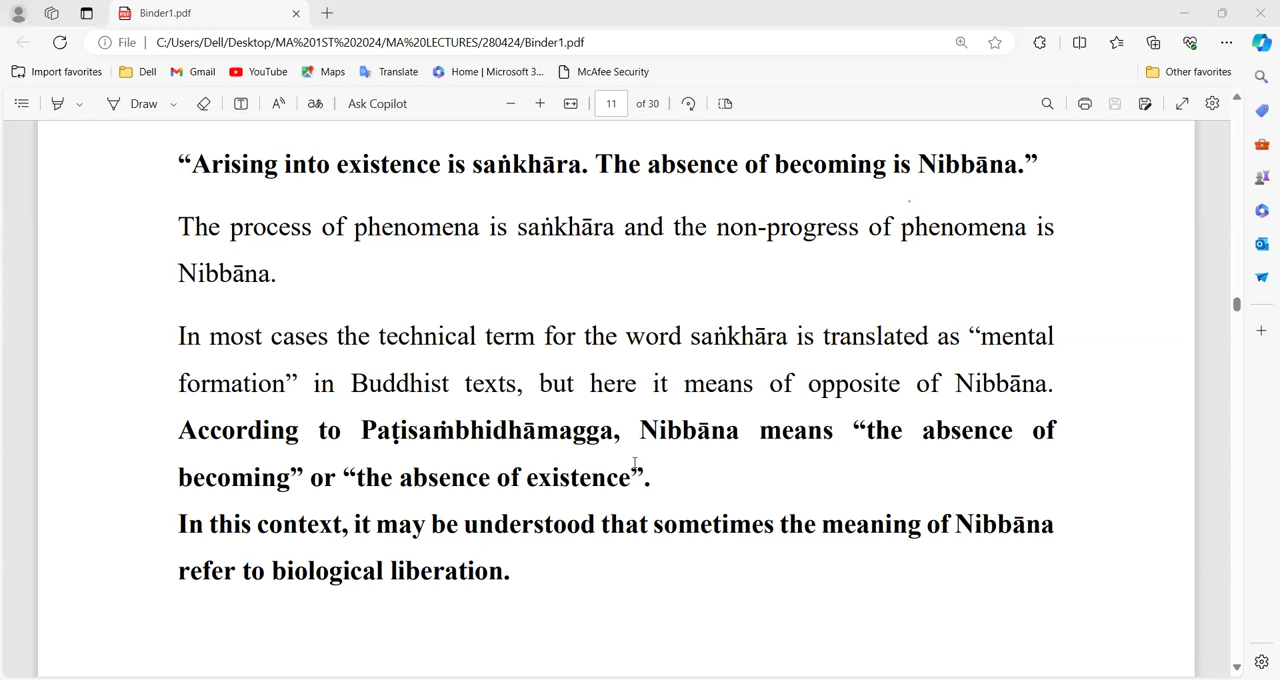 Binder1.pdf
File
C:/Users/Dell/Desktop/MA%201ST%202024/MA%20LECTURES/280424/Binder1.pdf
Import favorites Dell Gmail YouTube Maps Translate Home | Microsoft 3... McAfee Security Other favorites
Draw Ask Copilot 11 of 30
“Arising into existence is saṅkhāra. The absence of becoming is Nibbāna.”
The process of phenomena is saṅkhāra and the non-progress of phenomena is
Nibbāna.
In most cases the technical term for the word saṅkhāra is translated as “mental
formation” in Buddhist texts, but here it means of opposite of Nibbāna.
According to Paṭisaṁbhidhāmagga, Nibbāna means “the absence of
becoming” or “the absence of existence”.
In this context, it may be understood that sometimes the meaning of Nibbāna
refer to biological liberation.